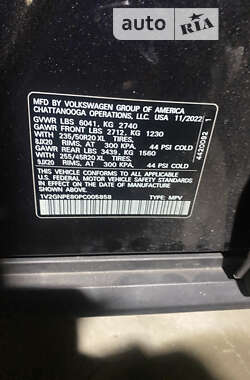 auto RIA
MFD. BY VOLKSWAGEN GROUP OF AMERICA
CHATTANOOGA OPERATIONS, LLC. USA 11/2022
GVWR LBS 6041, KG 2740
GAWR FRONT LBS 2712, KG 1230
WITH 235/50R20 XL TIRES,
8JX20 RIMS, AT 300 KPA. 44 PSI COLD
GAWR REAR LBS 3439, KG 1560
WITH 255/45R20 XL TIRES,
9JX20 RIMS, AT 300 KPA. 44 PSI COLD
THIS VEHICLE CONFORMS TO ALL APPLICABLE U.S.
FEDERAL MOTOR VEHICLE SAFETY STANDARDS IN
EFFECT ON THE DATE OF MANUFACTURE SHOWN ABOVE.
1V2GNPE80PC005858 TYPE: MPV
4420092 1